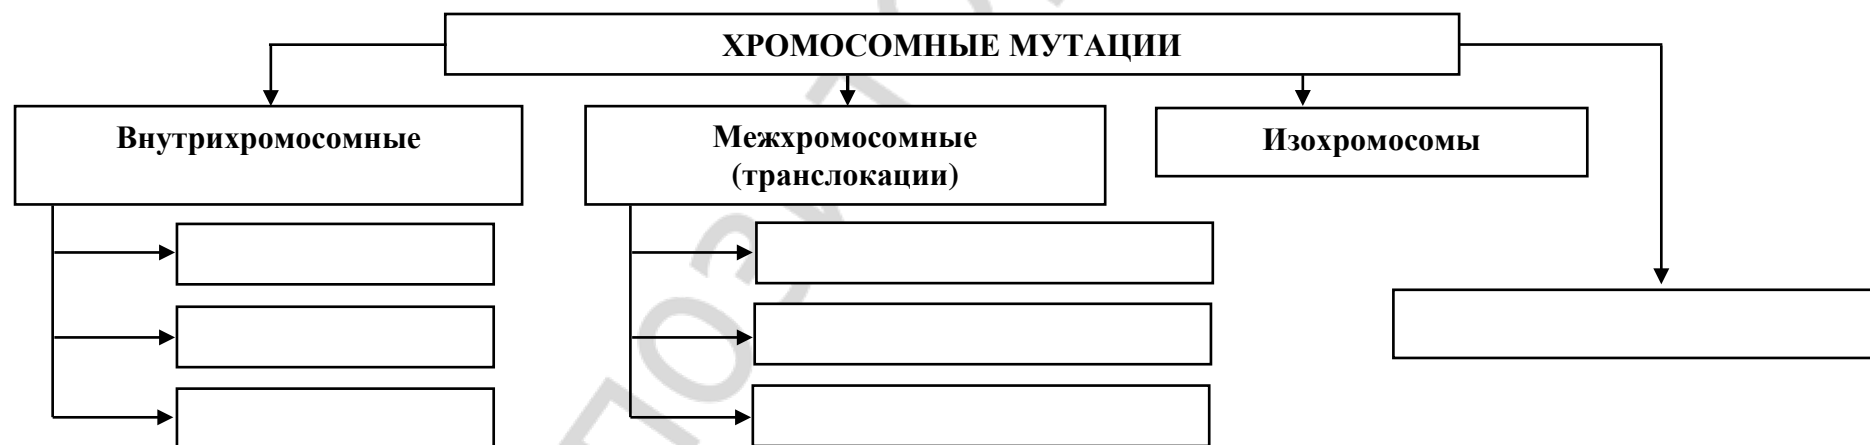 ХРОМОСОМНЫЕ МУТАЦИИ
Внутрихромосомные
Межхромосомные
(транслокации)
Изохромосомы